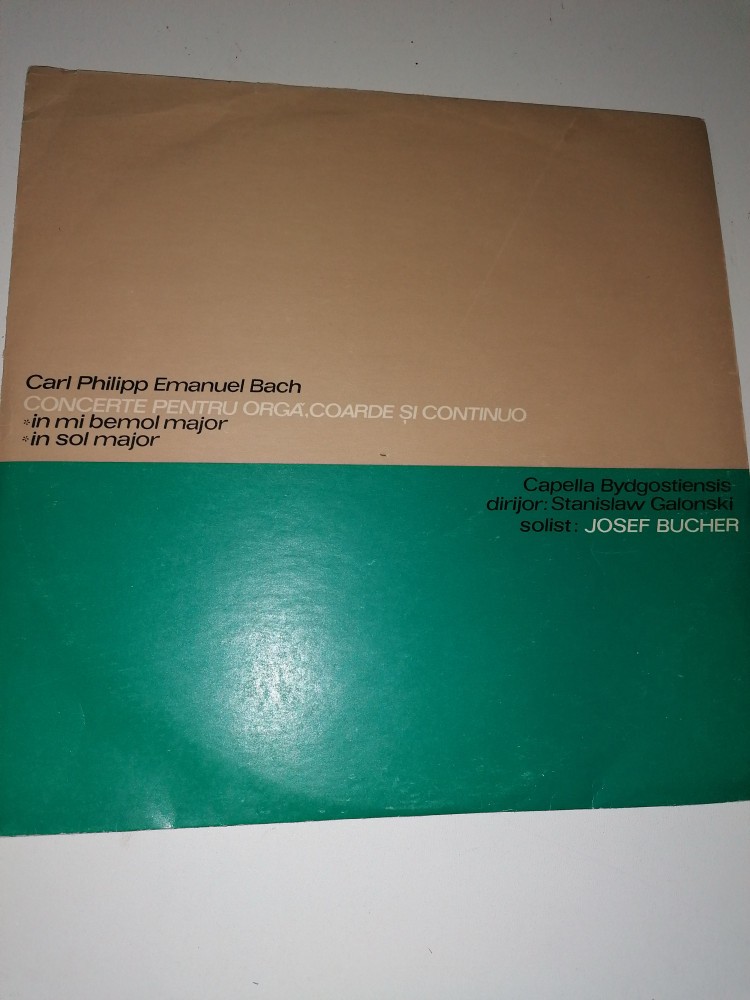 Carl Philipp Emanuel Bach
CONCERTE PENTRU ORGĂ, COARDE ȘI CONTINUO
*in mi bemol major
*in sol major
Capella Bydgostiensis
dirijor: Stanislaw Galonski
solist: JOSEF BUCHER